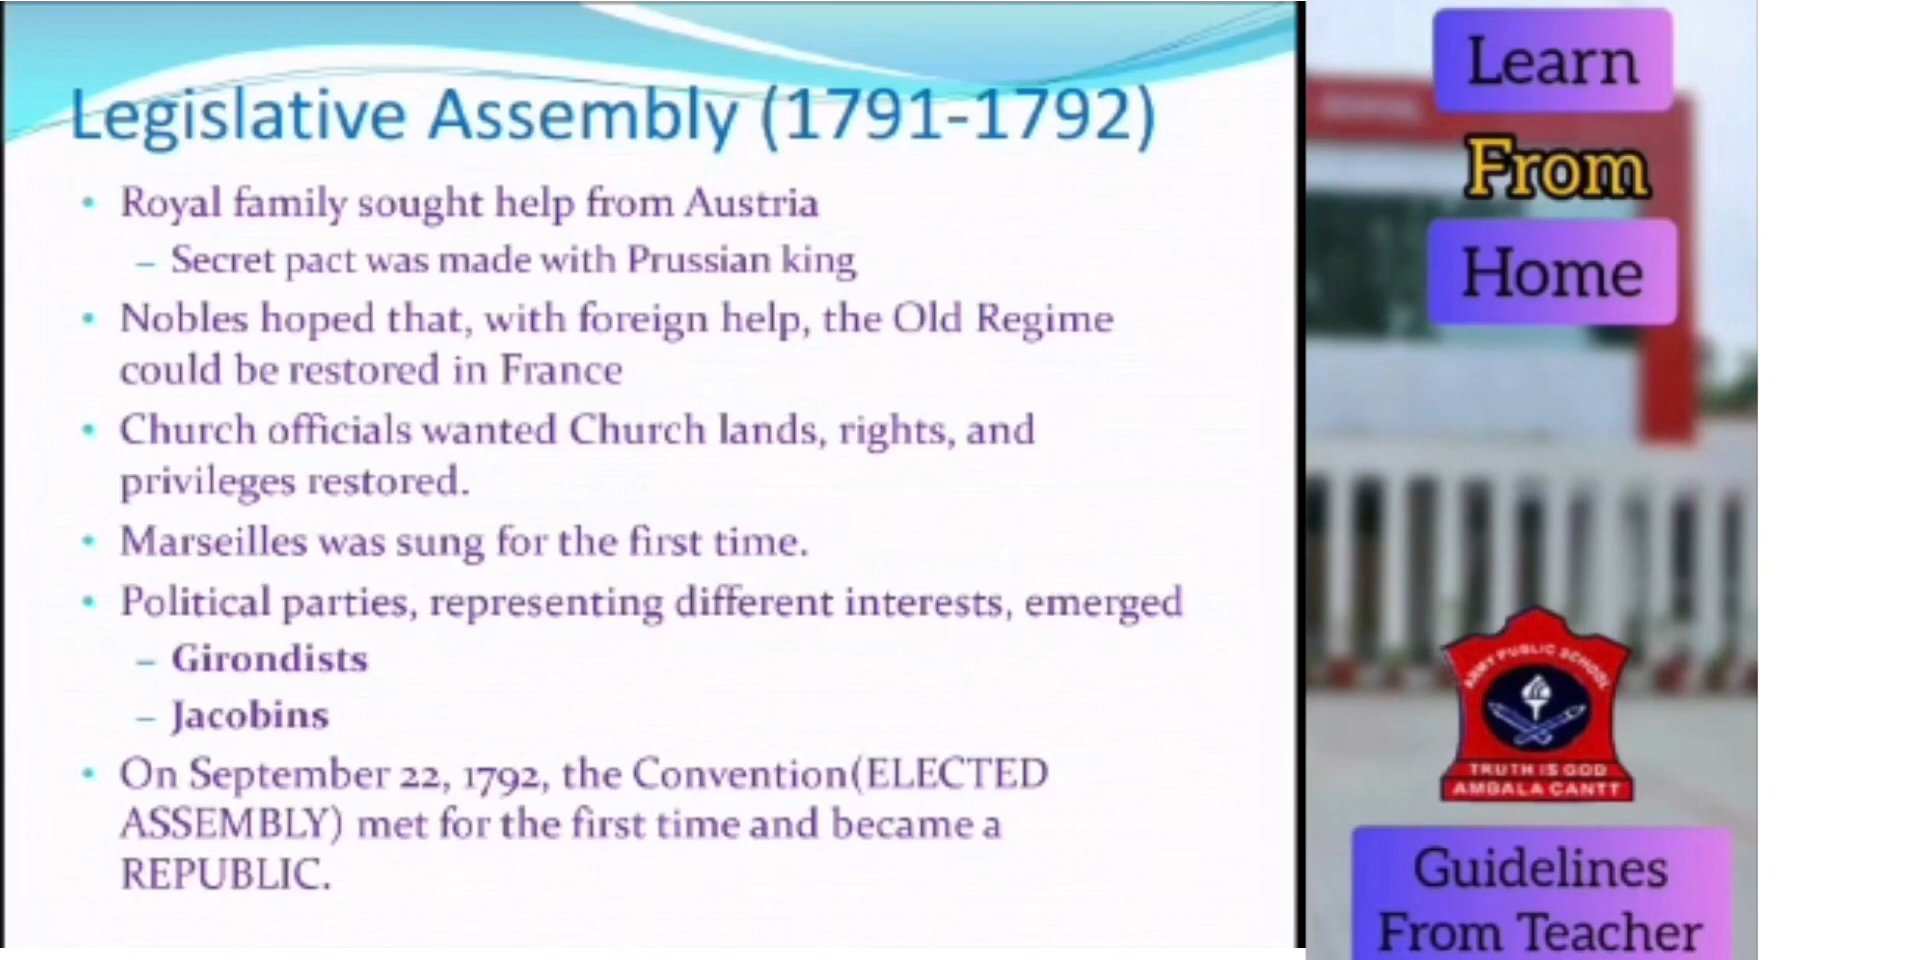 Legislative Assembly (1791-1792)
• Royal family sought help from Austria
– Secret pact was made with Prussian king
• Nobles hoped that, with foreign help, the Old Regime
could be restored in France
• Church officials wanted Church lands, rights, and
privileges restored.
• Marseilles was sung for the first time.
• Political parties, representing different interests, emerged
– Girondists
– Jacobins
• On September 22, 1792, the Convention(ELECTED
ASSEMBLY) met for the first time and became a
REPUBLIC.
Learn
From
Home
ARMY PUBLIC SCHOOL
TRUTH IS GOD
AMBALA CANTT
Guidelines
From Teacher